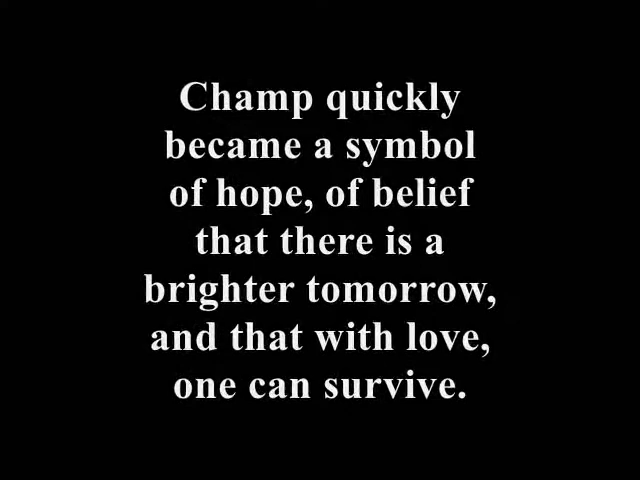 Champ quickly
became a symbol
of hope, of belief
that there is a
brighter tomorrow,
and that with love,
one can survive.